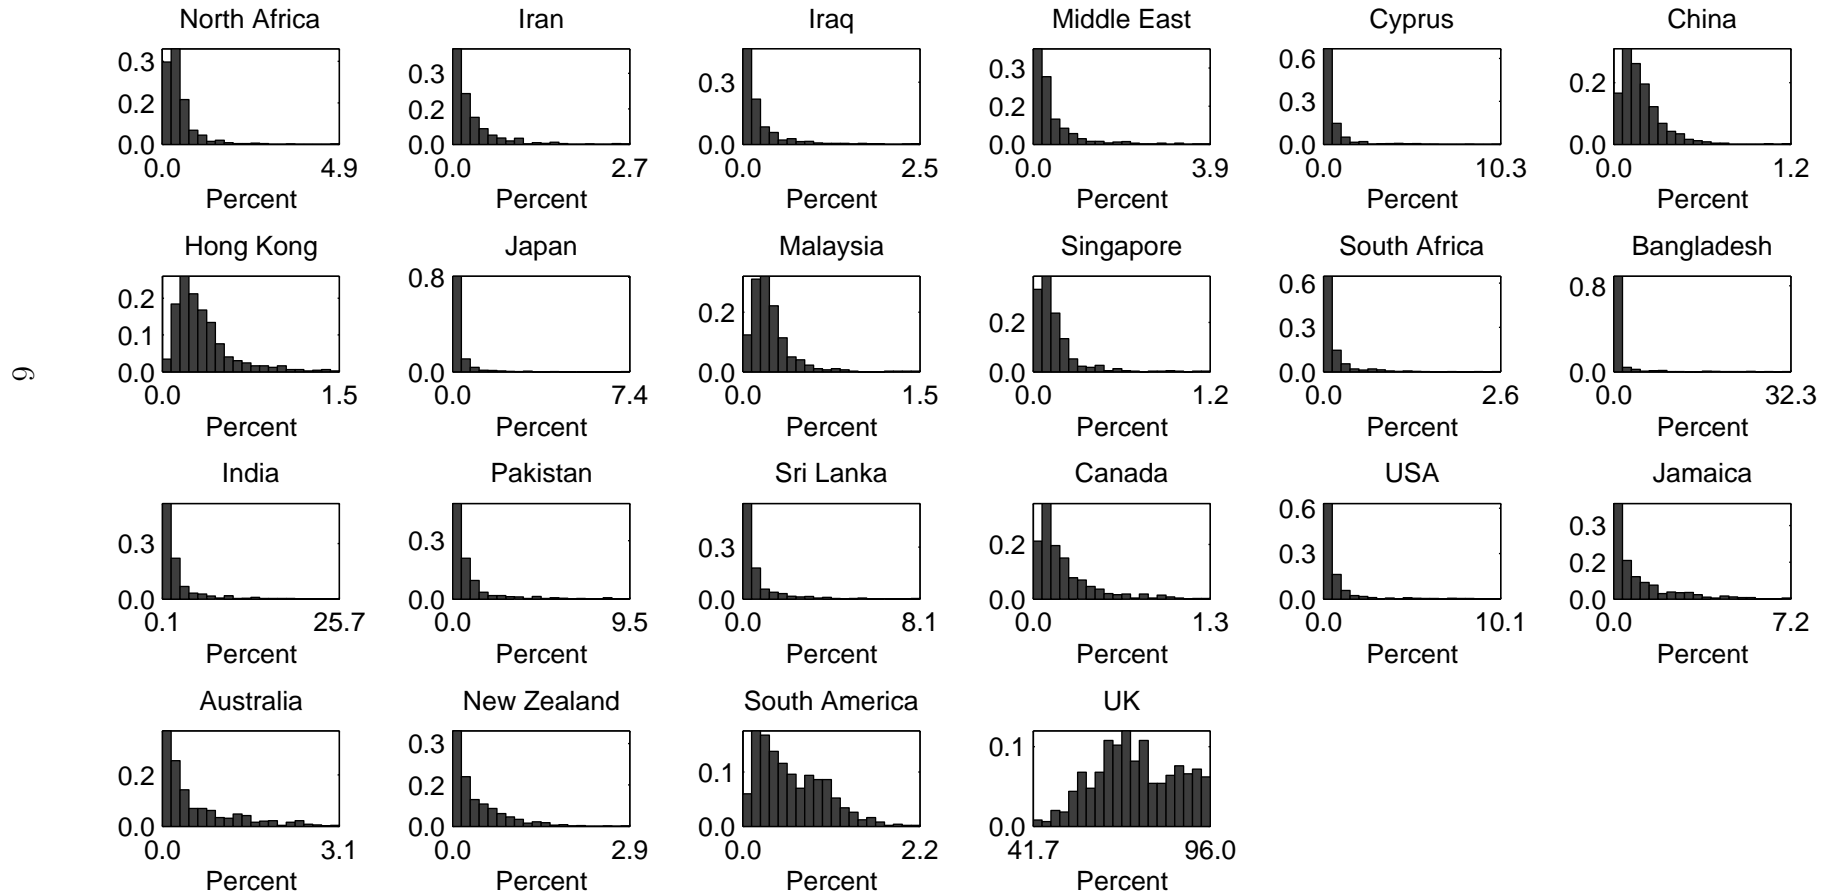 North Africa Iran Iraq Middle East Cyprus China
0.3 0.2 0.0 0.3 0.2 0.0 0.3 0.0 0.3 0.2 0.0 0.6 0.3 0.0 0.2 0.0
0.0 4.9 0.0 2.7 0.0 2.5 0.0 3.9 0.0 10.3 0.0 1.2
Percent Percent Percent Percent Percent Percent
Hong Kong Japan Malaysia Singapore South Africa Bangladesh
0.2 0.1 0.0 0.8 0.0 0.2 0.0 0.2 0.0 0.6 0.3 0.0 0.8 0.0
0.0 1.5 0.0 7.4 0.0 1.5 0.0 1.2 0.0 2.6 0.0 32.3
Percent Percent Percent Percent Percent Percent
India Pakistan Sri Lanka Canada USA Jamaica
0.3 0.0 0.3 0.0 0.3 0.0 0.2 0.0 0.6 0.3 0.0 0.3 0.2 0.0
0.1 25.7 0.0 9.5 0.0 8.1 0.0 1.3 0.0 10.1 0.0 7.2
Percent Percent Percent Percent Percent Percent
Australia New Zealand South America UK
0.2 0.0 0.3 0.2 0.0 0.1 0.0 0.1 0.0
0.0 3.1 0.0 2.9 0.0 2.2 41.7 96.0
Percent Percent Percent Percent